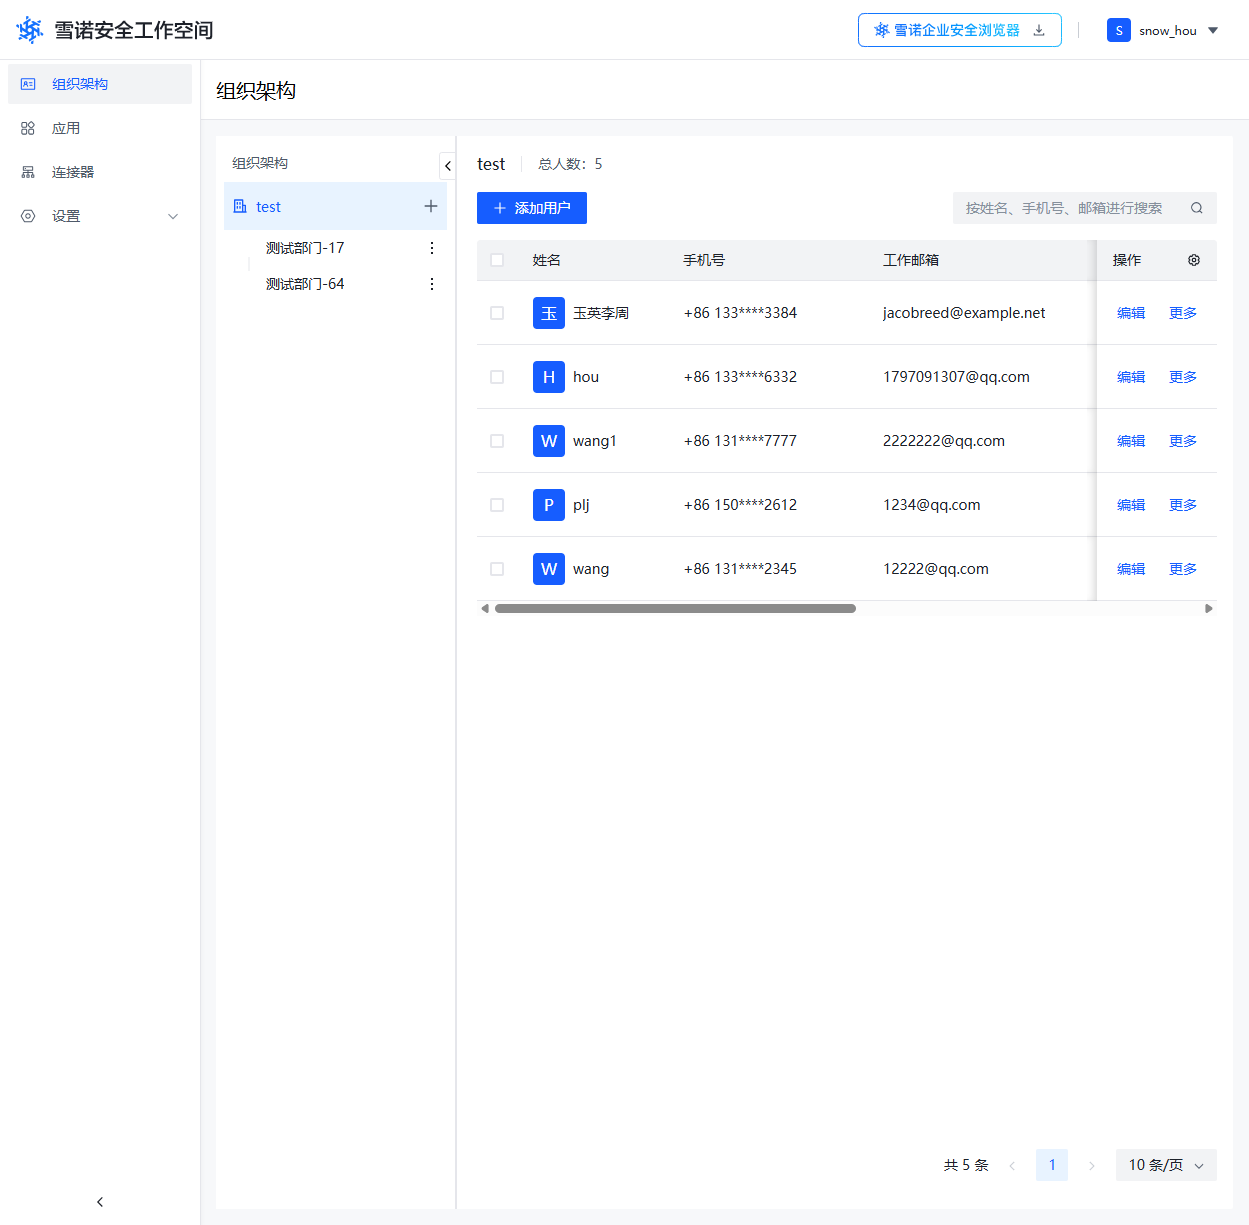 雪诺安全工作空间
雪诺企业安全浏览器
S snow_hou
组织架构
应用
连接器
设置
组织架构
组织架构
test
测试部门-17
测试部门-64
test 总人数：5
添加用户
按姓名、手机号、邮箱进行搜索
姓名 手机号 工作邮箱 操作
玉 玉英李周 +86 133****3384 jacobreed@example.net 编辑 更多
H hou +86 133****6332 1797091307@qq.com 编辑 更多
W wang1 +86 131****7777 2222222@qq.com 编辑 更多
P plj +86 150****2612 1234@qq.com 编辑 更多
W wang +86 131****2345 12222@qq.com 编辑 更多
共 5 条 1 10 条/页